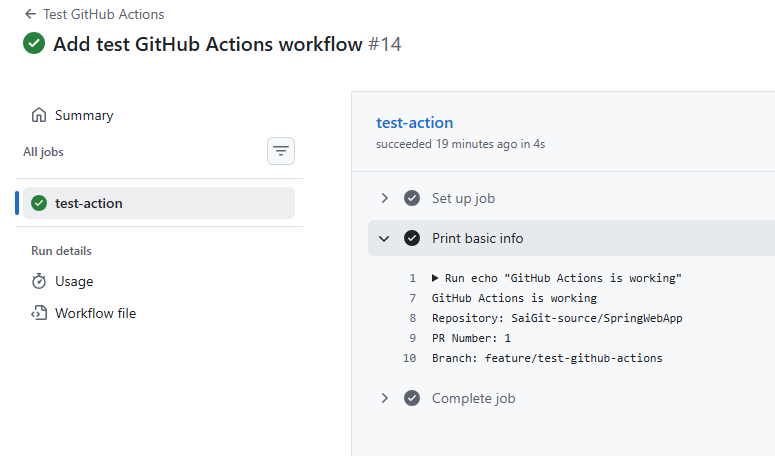 Test GitHub Actions
Add test GitHub Actions workflow #14
Summary
All jobs
test-action
Run details
Usage
Workflow file
test-action
succeeded 19 minutes ago in 4s
Set up job
Print basic info
1 Run echo "GitHub Actions is working"
7 GitHub Actions is working
8 Repository: SaiGit-source/SpringWebApp
9 PR Number: 1
10 Branch: feature/test-github-actions
Complete job